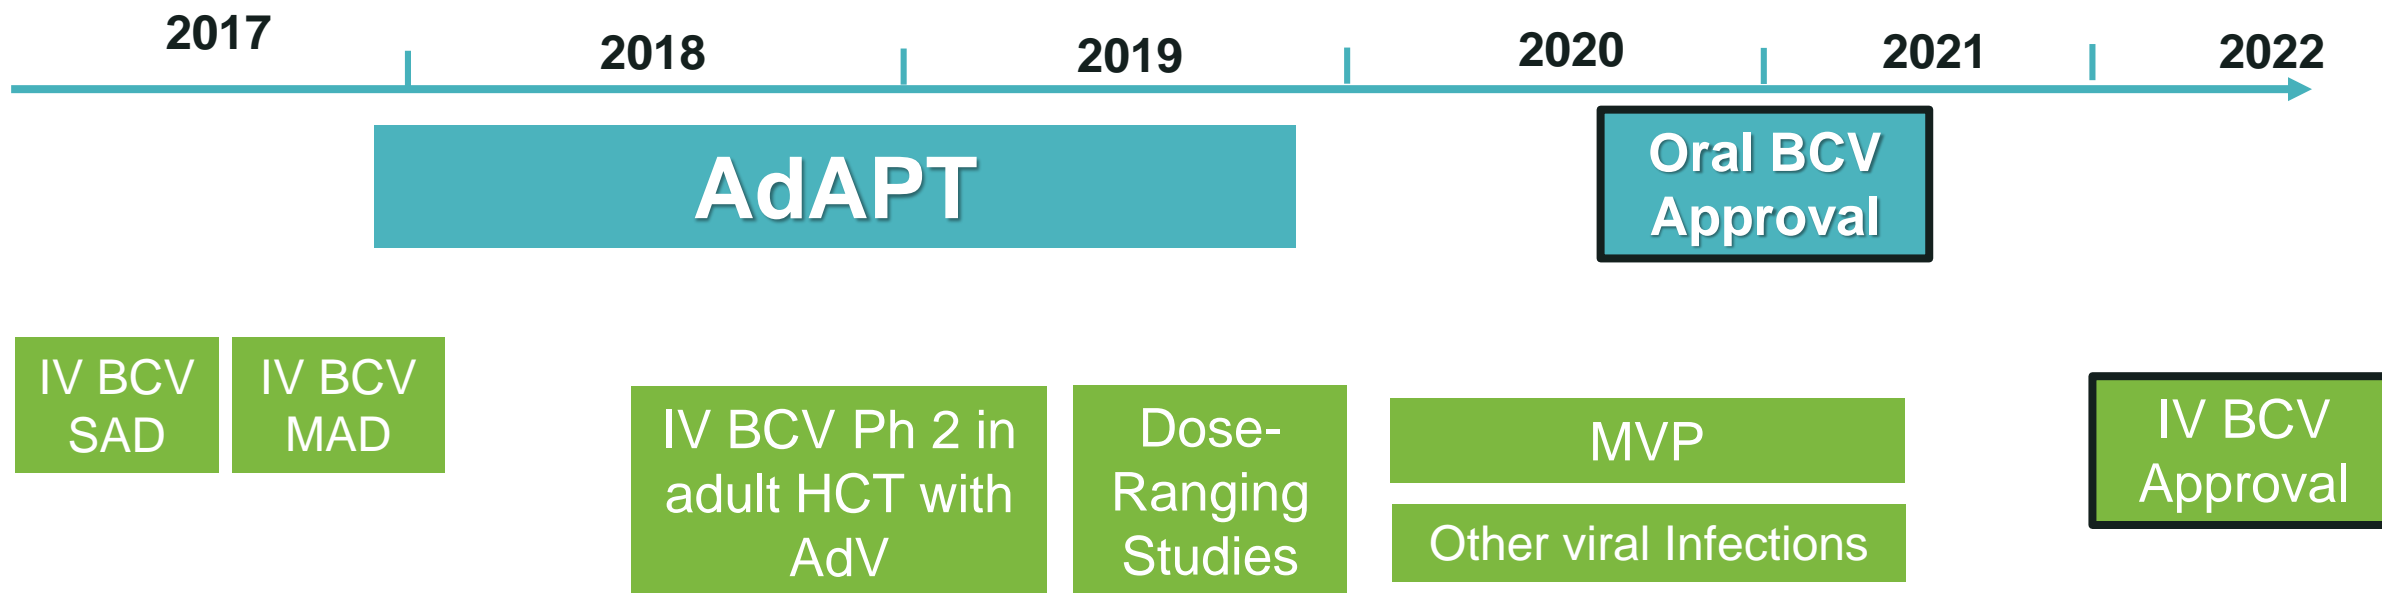 2017
2018
2019
2020
2021
2022
AdAPT
Oral BCV
Approval
IV BCV
SAD
IV BCV
MAD
IV BCV Ph 2 in
adult HCT with
AdV
Dose-
Ranging
Studies
MVP
Other viral Infections
IV BCV
Approval